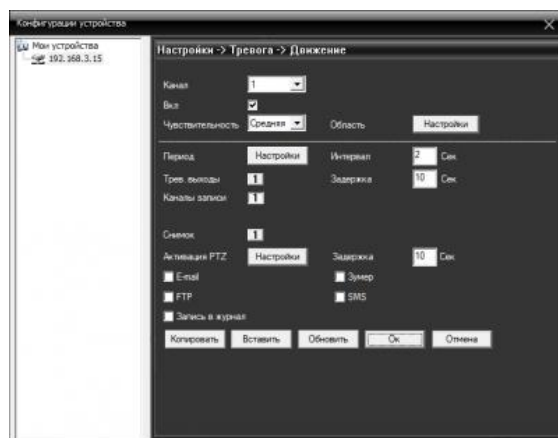 Конфигурации устройства
Мои устройства
192.168.3.15
Настройки -> Тревога -> Движение
Канал 1
Вкл
Чувствительность Средняя Область Настройки
Период Настройки Интервал 2 Сек
Трев. выходы 1 Задержка 10 Сек
Каналы записи 1
Снимок 1
Активация PTZ Настройки Задержка 10 Сек
E-mail Зумер
FTP SMS
Запись в журнал
Копировать Вставить Обновить Ок Отмена